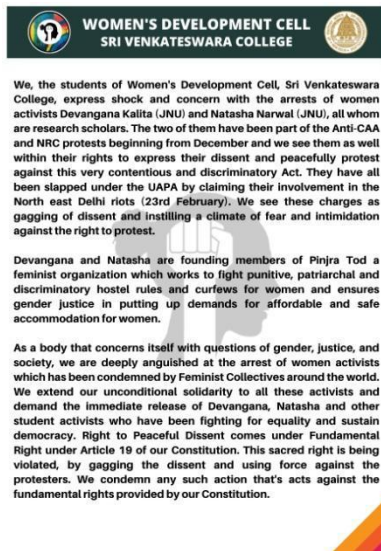 WOMEN'S DEVELOPMENT CELL
SRI VENKATESWARA COLLEGE
We, the students of Women's Development Cell, Sri Venkateswara
College, express shock and concern with the arrests of women
activists Devangana Kalita (JNU) and Natasha Narwal (JNU), all whom
are research scholars. The two of them have been part of the Anti-CAA
and NRC protests beginning from December and we see them as well
within their rights to express their dissent and peacefully protest
against this very contentious and discriminatory Act. They have all
been slapped under the UAPA by claiming their involvement in the
North east Delhi riots (23rd February). We see these charges as
gagging of dissent and instilling a climate of fear and intimidation
against the right to protest.
Devangana and Natasha are founding members of Pinjra Tod a
feminist organization which works to fight punitive, patriarchal and
discriminatory hostel rules and curfews for women and ensures
gender justice in putting up demands for affordable and safe
accommodation for women.
As a body that concerns itself with questions of gender, justice, and
society, we are deeply anguished at the arrest of women activists
which has been condemned by Feminist Collectives around the world.
We extend our unconditional solidarity to all these activists and
demand the immediate release of Devangana, Natasha and other
student activists who have been fighting for equality and sustain
democracy. Right to Peaceful Dissent comes under Fundamental
Right under Article 19 of our Constitution. This sacred right is being
violated, by gagging the dissent and using force against the
protesters. We condemn any such action that's acts against the
fundamental rights provided by our Constitution.